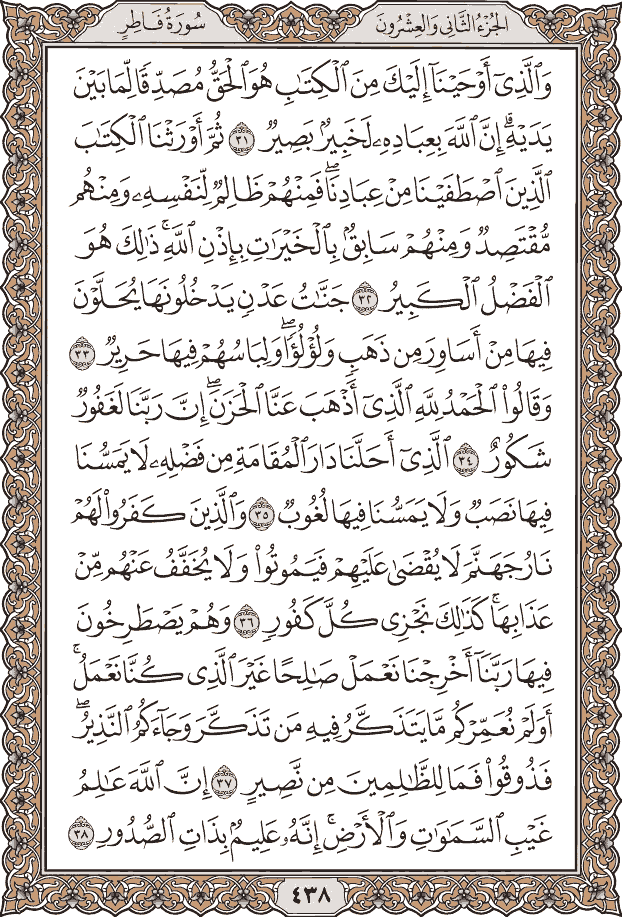 سُورَةُ فَاطِرٍ
الجُزْءُ الثَّانِي وَالعِشْرُونَ
وَالَّذِيٓ أَوْحَيْنَآ إِلَيْكَ مِنَ ٱلْكِتَٰبِ هُوَ ٱلْحَقُّ مُصَدِّقًا لِّمَا بَيْنَ
يَدَيْهِۗ إِنَّ ٱللَّهَ بِعِبَادِهِۦ لَخَبِيرُۢ بَصِيرٌ ٣١ ثُمَّ أَوْرَثْنَا ٱلْكِتَٰبَ
ٱلَّذِينَ ٱصْطَفَيْنَا مِنْ عِبَادِنَاۖ فَمِنْهُمْ ظَالِمٌ لِّنَفْسِهِۦ وَمِنْهُم
مُّقْتَصِدٌ وَمِنْهُمْ سَابِقُۢ بِٱلْخَيْرَٰتِ بِإِذْنِ ٱللَّهِۚ ذَٰلِكَ هُوَ
ٱلْفَضْلُ ٱلْكَبِيرُ ٣٢ جَنَّٰتُ عَدْنٍ يَدْخُلُونَهَا يُحَلَّوْنَ
فِيهَا مِنْ أَسَاوِرَ مِن ذَهَبٍ وَلُؤْلُؤًاۖ وَلِبَاسُهُمْ فِيهَا حَرِيرٌ ٣٣
وَقَالُوا۟ ٱلْحَمْدُ لِلَّهِ ٱلَّذِيٓ أَذْهَبَ عَنَّا ٱلْحَزَنَۖ إِنَّ رَبَّنَا لَغَفُورٌ
شَكُورٌ ٣٤ ٱلَّذِيٓ أَحَلَّنَا دَارَ ٱلْمُقَامَةِ مِن فَضْلِهِۦ لَا يَمَسُّنَا
فِيهَا نَصَبٌ وَلَا يَمَسُّنَا فِيهَا لُغُوبٌ ٣٥ وَٱلَّذِينَ كَفَرُوا۟ لَهُمْ
نَارُ جَهَنَّمَ لَا يُقْضَىٰ عَلَيْهِمْ فَيَمُوتُوا۟ وَلَا يُخَفَّفُ عَنْهُم مِّنْ
عَذَابِهَاۚ كَذَٰلِكَ نَجْزِي كُلَّ كَفُورٍ ٣٦ وَهُمْ يَصْطَرِخُونَ
فِيهَا رَبَّنَآ أَخْرِجْنَا نَعْمَلْ صَٰلِحًا غَيْرَ ٱلَّذِي كُنَّا نَعْمَلُۚ
أَوَلَمْ نُعَمِّرْكُم مَّا يَتَذَكَّرُ فِيهِ مَن تَذَكَّرَ وَجَآءَكُمُ ٱلنَّذِيرُۖ
فَذُوقُوا۟ فَمَا لِلظَّٰلِمِينَ مِن نَّصِيرٍ ٣٧ إِنَّ ٱللَّهَ عَٰلِمُ
غَيْبِ ٱلسَّمَٰوَٰتِ وَٱلْأَرْضِۚ إِنَّهُۥ عَلِيمُۢ بِذَاتِ ٱلصُّدُورِ ٣٨
٤٣٨